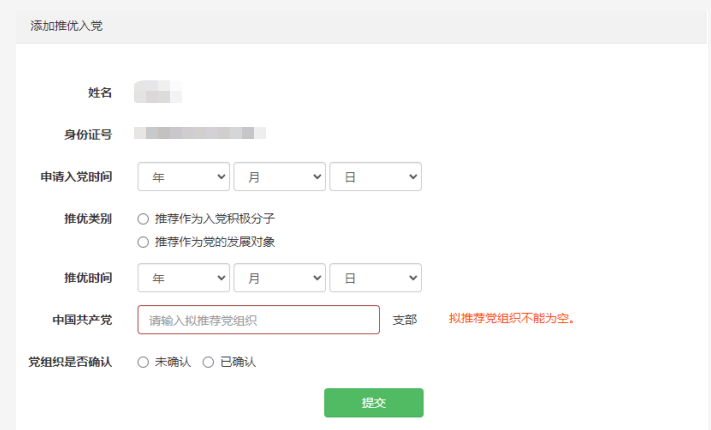 添加推优入党
姓名
身份证号
申请入党时间 年 月 日
推优类别 推荐作为入党积极分子
推荐作为党的发展对象
推优时间 年 月 日
中国共产党 请输入拟推荐党组织 支部 拟推荐党组织不能为空。
党组织是否确认 未确认 已确认
提交